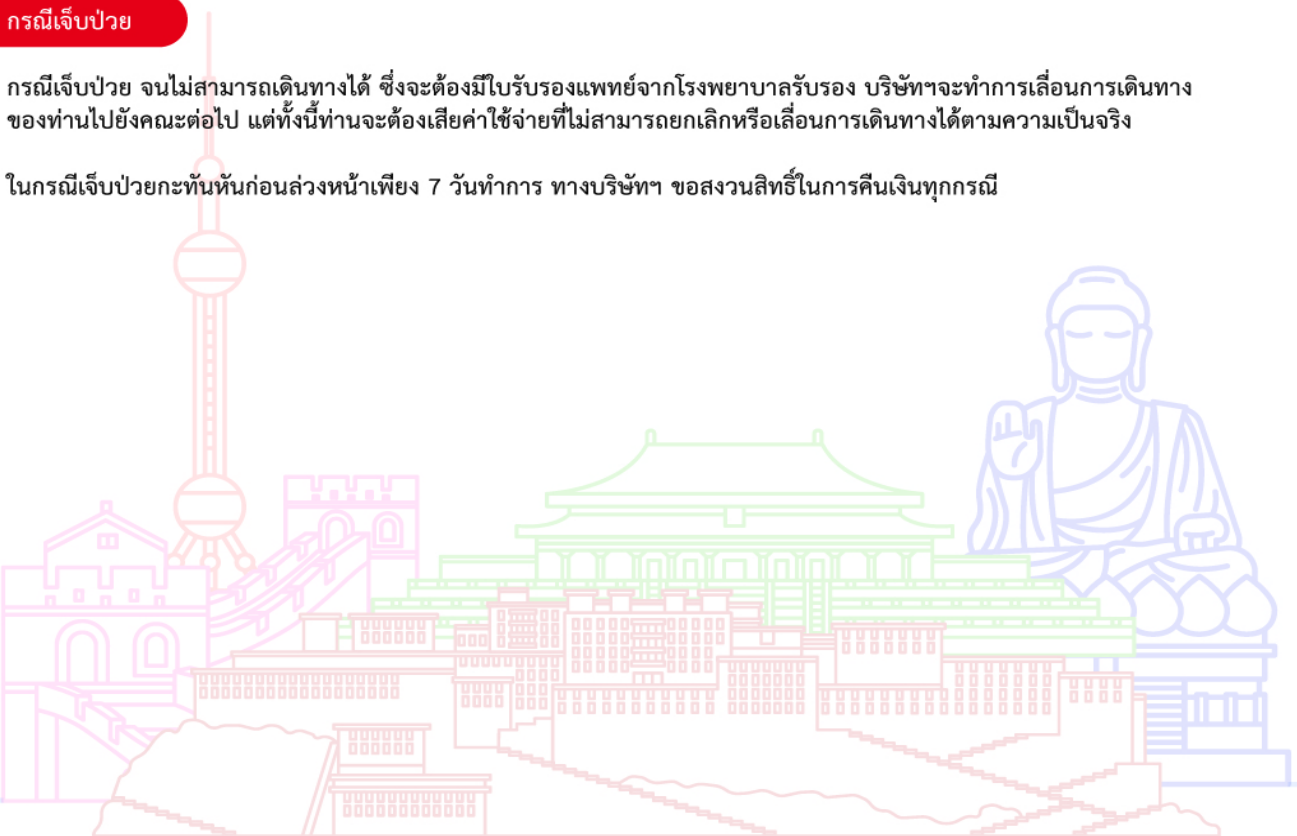 กรณีเจ็บป่วย
กรณีเจ็บป่วย จนไม่สามารถเดินทางได้ ซึ่งจะต้องมีใบรับรองแพทย์จากโรงพยาบาลรับรอง บริษัทฯจะทำการเลื่อนการเดินทาง
ของท่านไปยังคณะต่อไป แต่ทั้งนี้ท่านจะต้องเสียค่าใช้จ่ายที่ไม่สามารถยกเลิกหรือเลื่อนการเดินทางได้ตามความเป็นจริง
ในกรณีเจ็บป่วยกะทันหันก่อนล่วงหน้าเพียง 7 วันทำการ ทางบริษัทฯ ขอสงวนสิทธิ์ในการคืนเงินทุกกรณี